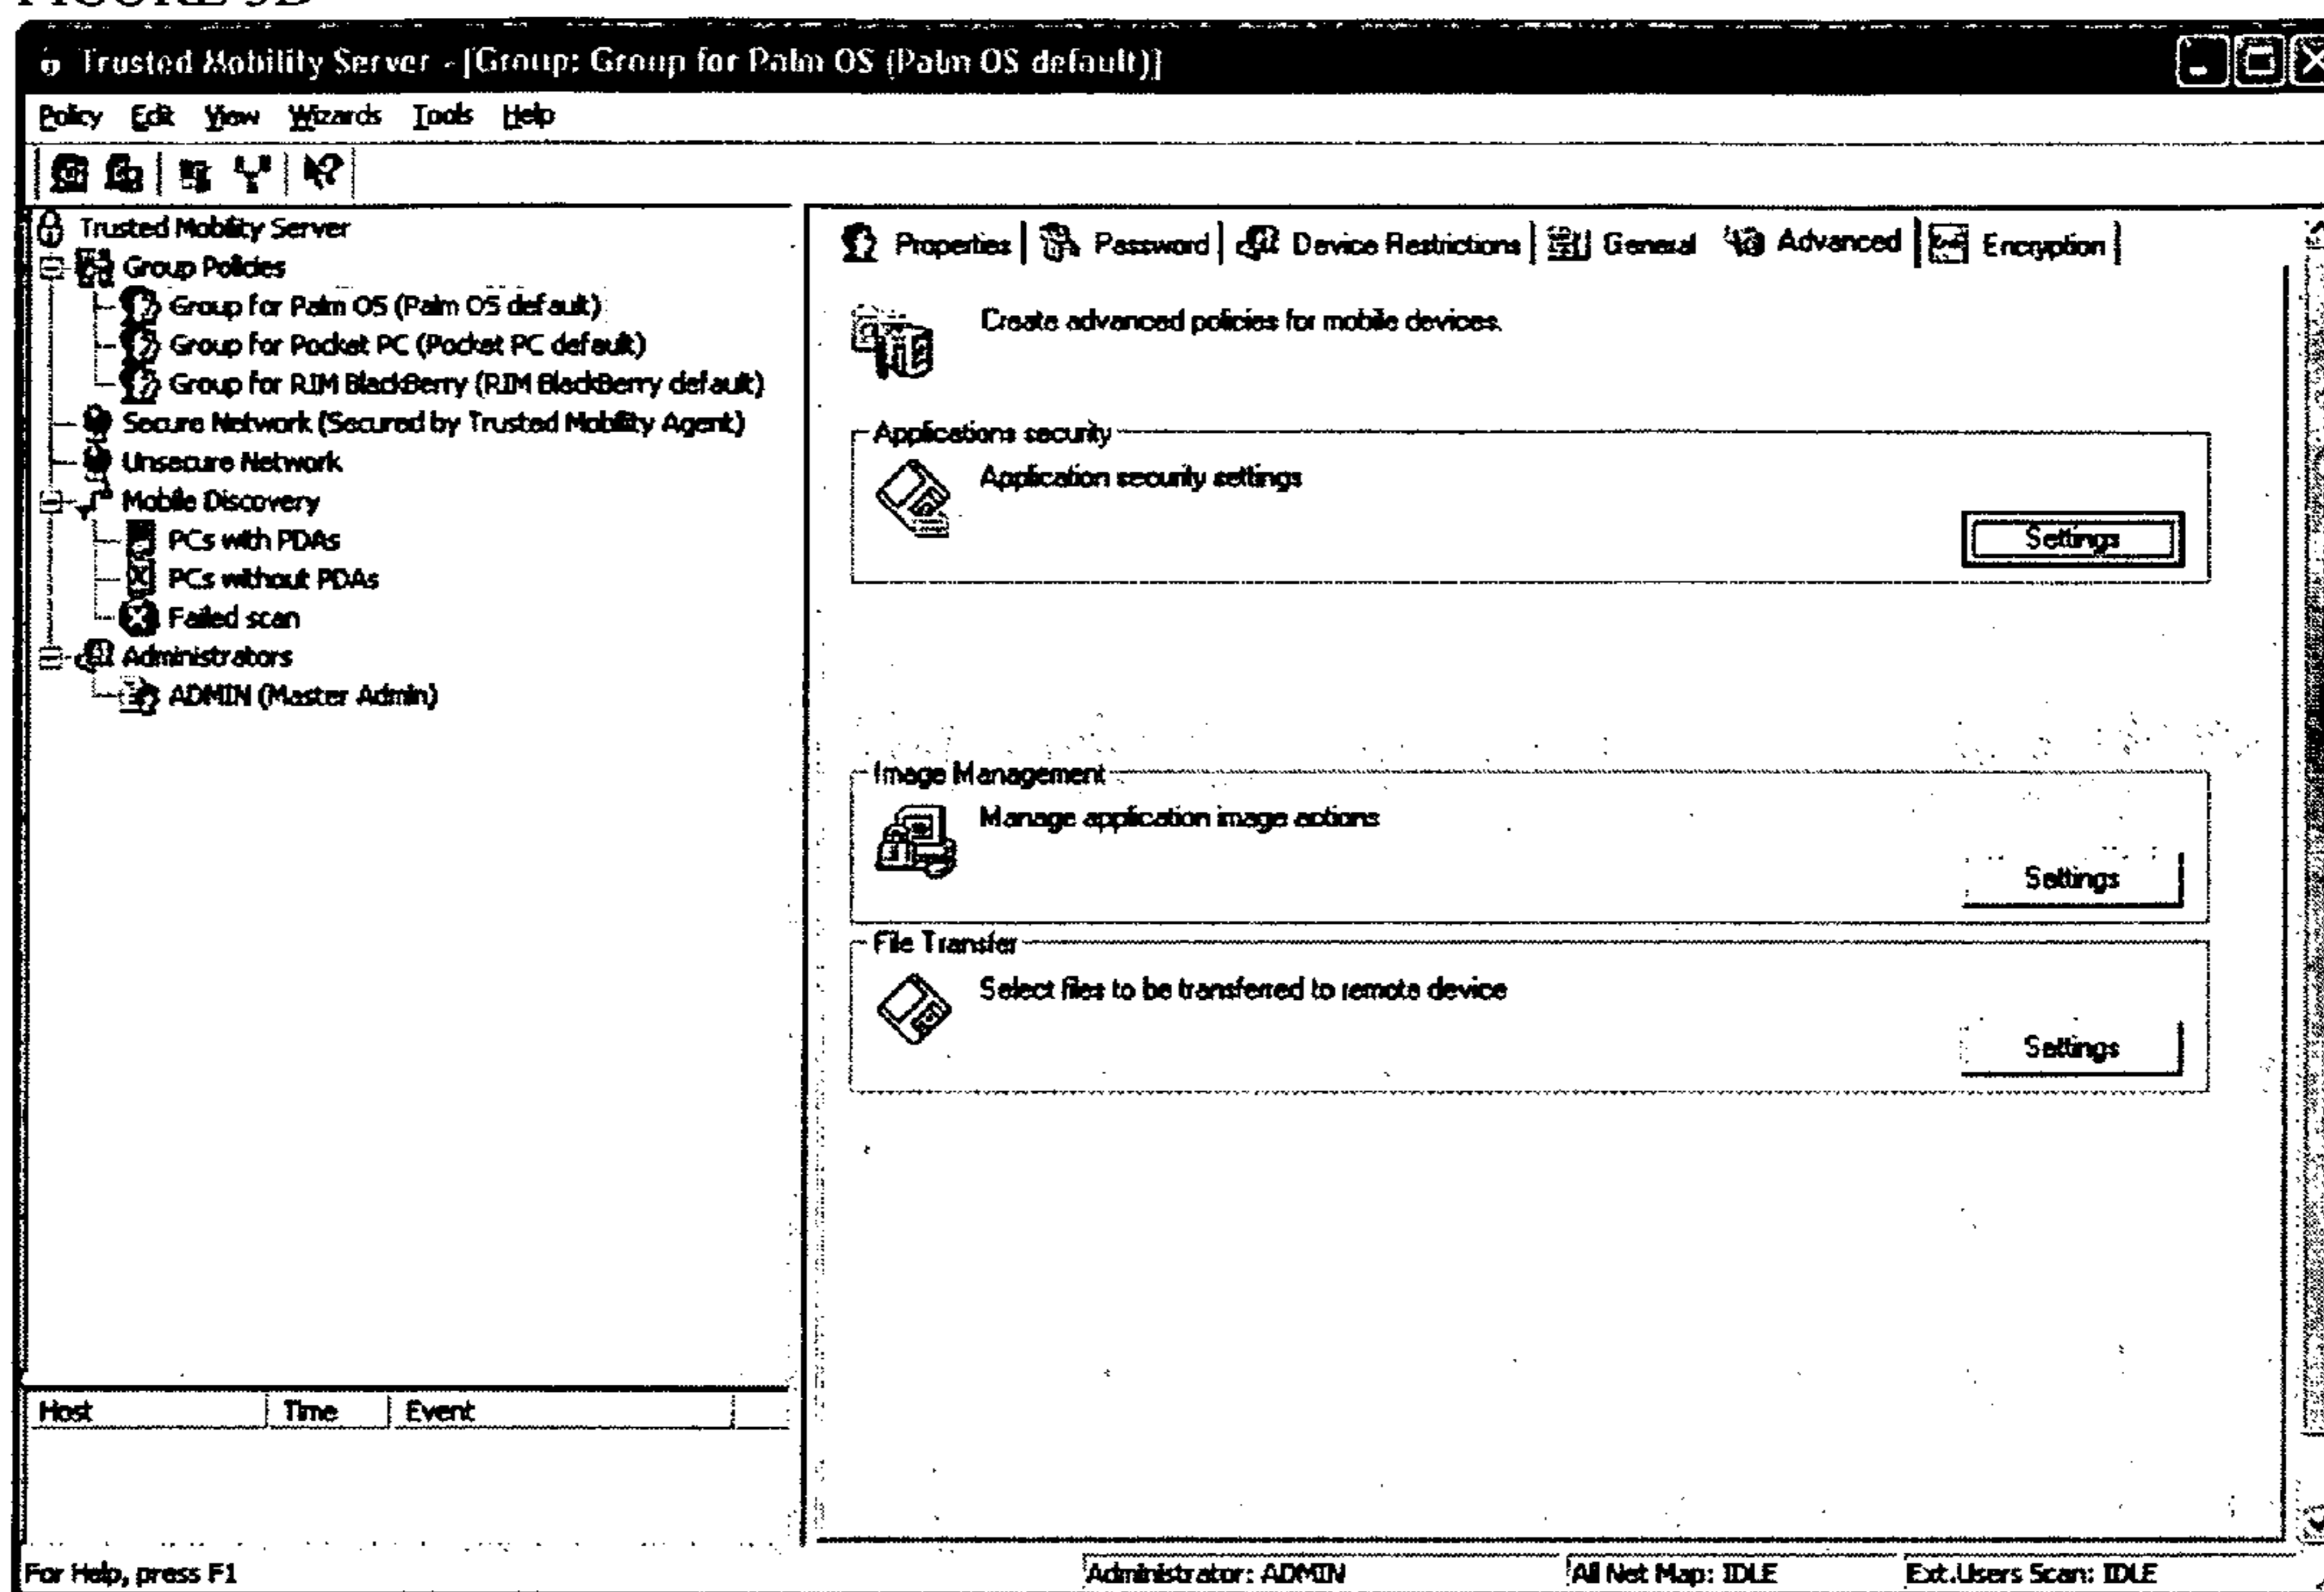 Trusted Mobility Server - [Group: Group for Palm OS (Palm OS default)]
Policy Edit View Wizards Tools Help
Trusted Mobility Server
Group Policies
Group for Palm OS (Palm OS default)
Group for Pocket PC (Pocket PC default)
Group for RIM BlackBerry (RIM BlackBerry default)
Secure Network (Secured by Trusted Mobility Agent)
Unsecure Network
Mobile Discovery
PCs with PDAs
PCs without PDAs
Failed scan
Administrators
ADMIN (Master Admin)
Properties Password Device Restrictions General Advanced Encryption
Create advanced policies for mobile devices.
Applications security
Application security settings
Settings
Image Management
Manage application image actions
Settings
File Transfer
Select files to be transferred to remote device
Settings
Host Time Event
For Help, press F1 Administrator: ADMIN All Net Map: IDLE Ext.Users Scan: IDLE